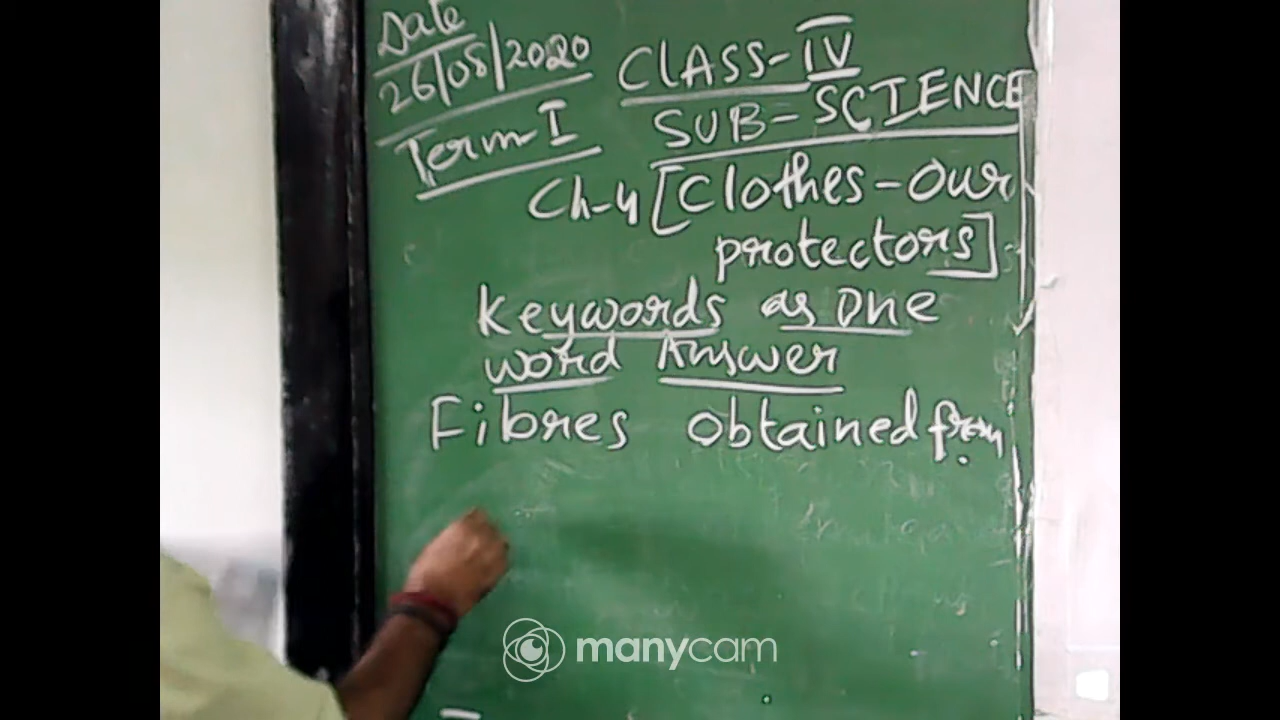 Date
26/08/2020
Term-I
CLASS-IV
SUB-SCIENCE
Ch-4 [Clothes-Our
protectors]
Keywords as One
word Answer
Fibres obtained from
manycam